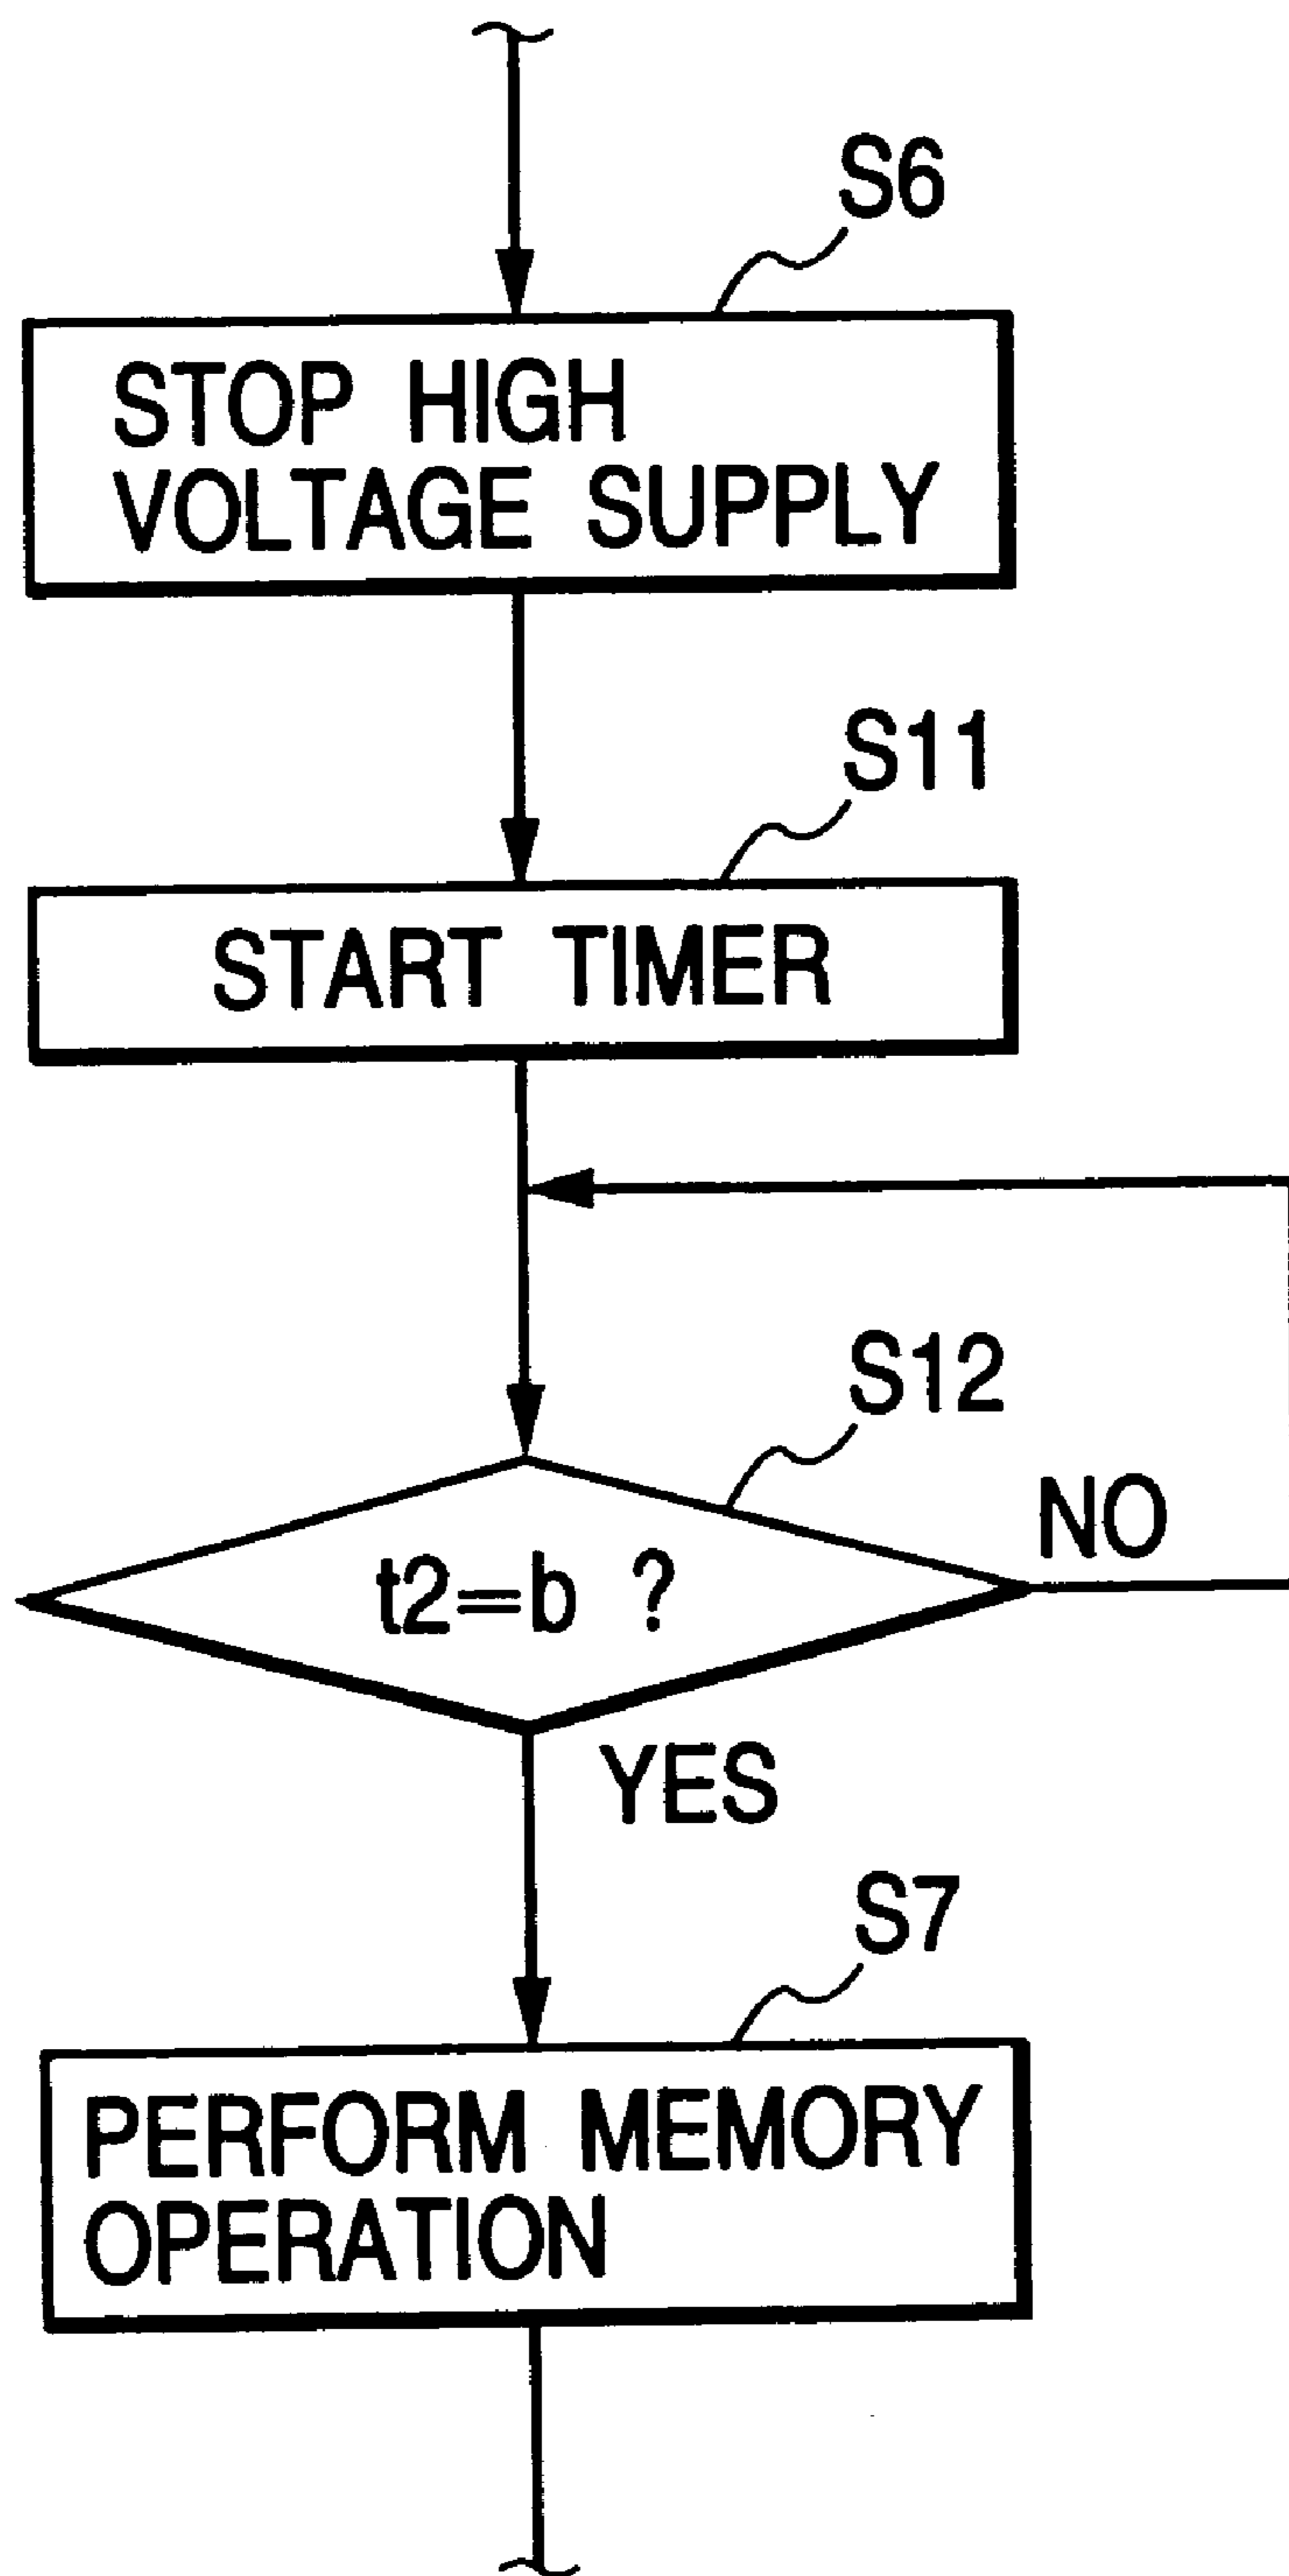 S6
STOP HIGH
VOLTAGE SUPPLY
S11
START TIMER
S12
t2=b ?
NO
YES
S7
PERFORM MEMORY
OPERATION